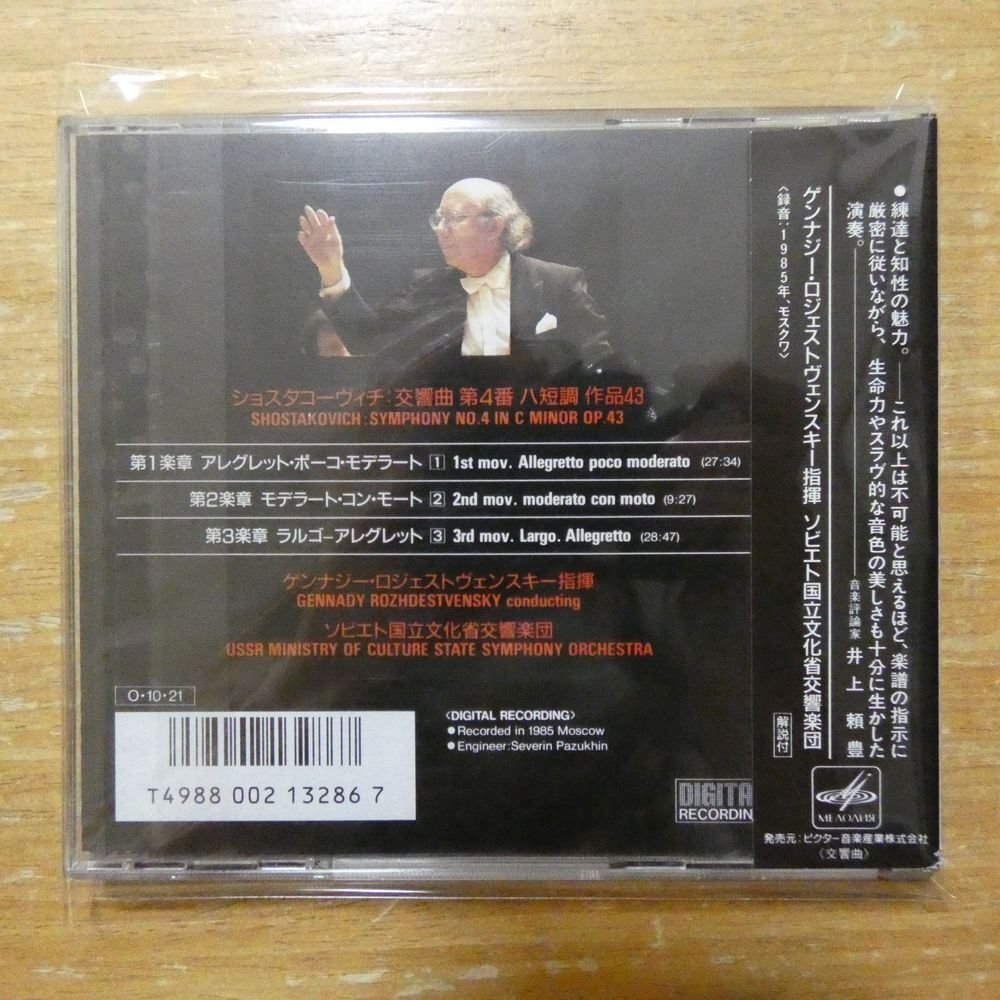 ショスタコーヴィチ:交響曲 第4番 ハ短調 作品43
SHOSTAKOVICH:SYMPHONY NO.4 IN C MINOR OP.43
第1楽章 アレグレット・ポーコ・モデラート 1 1st mov. Allegretto poco moderato (27:34)
第2楽章 モデラート・コン・モート 2 2nd mov. moderato con moto (9:27)
第3楽章 ラルゴ–アレグレット 3 3rd mov. Largo. Allegretto (28:47)
ゲンナジー・ロジェストヴェンスキー指揮
GENNADY ROZHDESTVENSKY conducting
ソビエト国立文化省交響楽団
USSR MINISTRY OF CULTURE STATE SYMPHONY ORCHESTRA
O・10・21
T4988 002 13286 7
〈DIGITAL RECORDING〉
●Recorded in 1985 Moscow
●Engineer:Severin Pazukhin
DIGITA
RECORDIN
●練達と知性の魅力。——これ以上は不可能と思えるほど、楽譜の指示に
厳密に従いながら、生命力やスラヴ的な音色の美しさも十分に生かした
演奏。——音楽評論家 井上頼豊
ゲンナジー・ロジェストヴェンスキー指揮 ソビエト国立文化省交響楽団
〈録音:1985年、モスクワ〉
解説付
МЕЛОДИЯ
発売元:ビクター音楽産業株式会社
〈交響曲〉